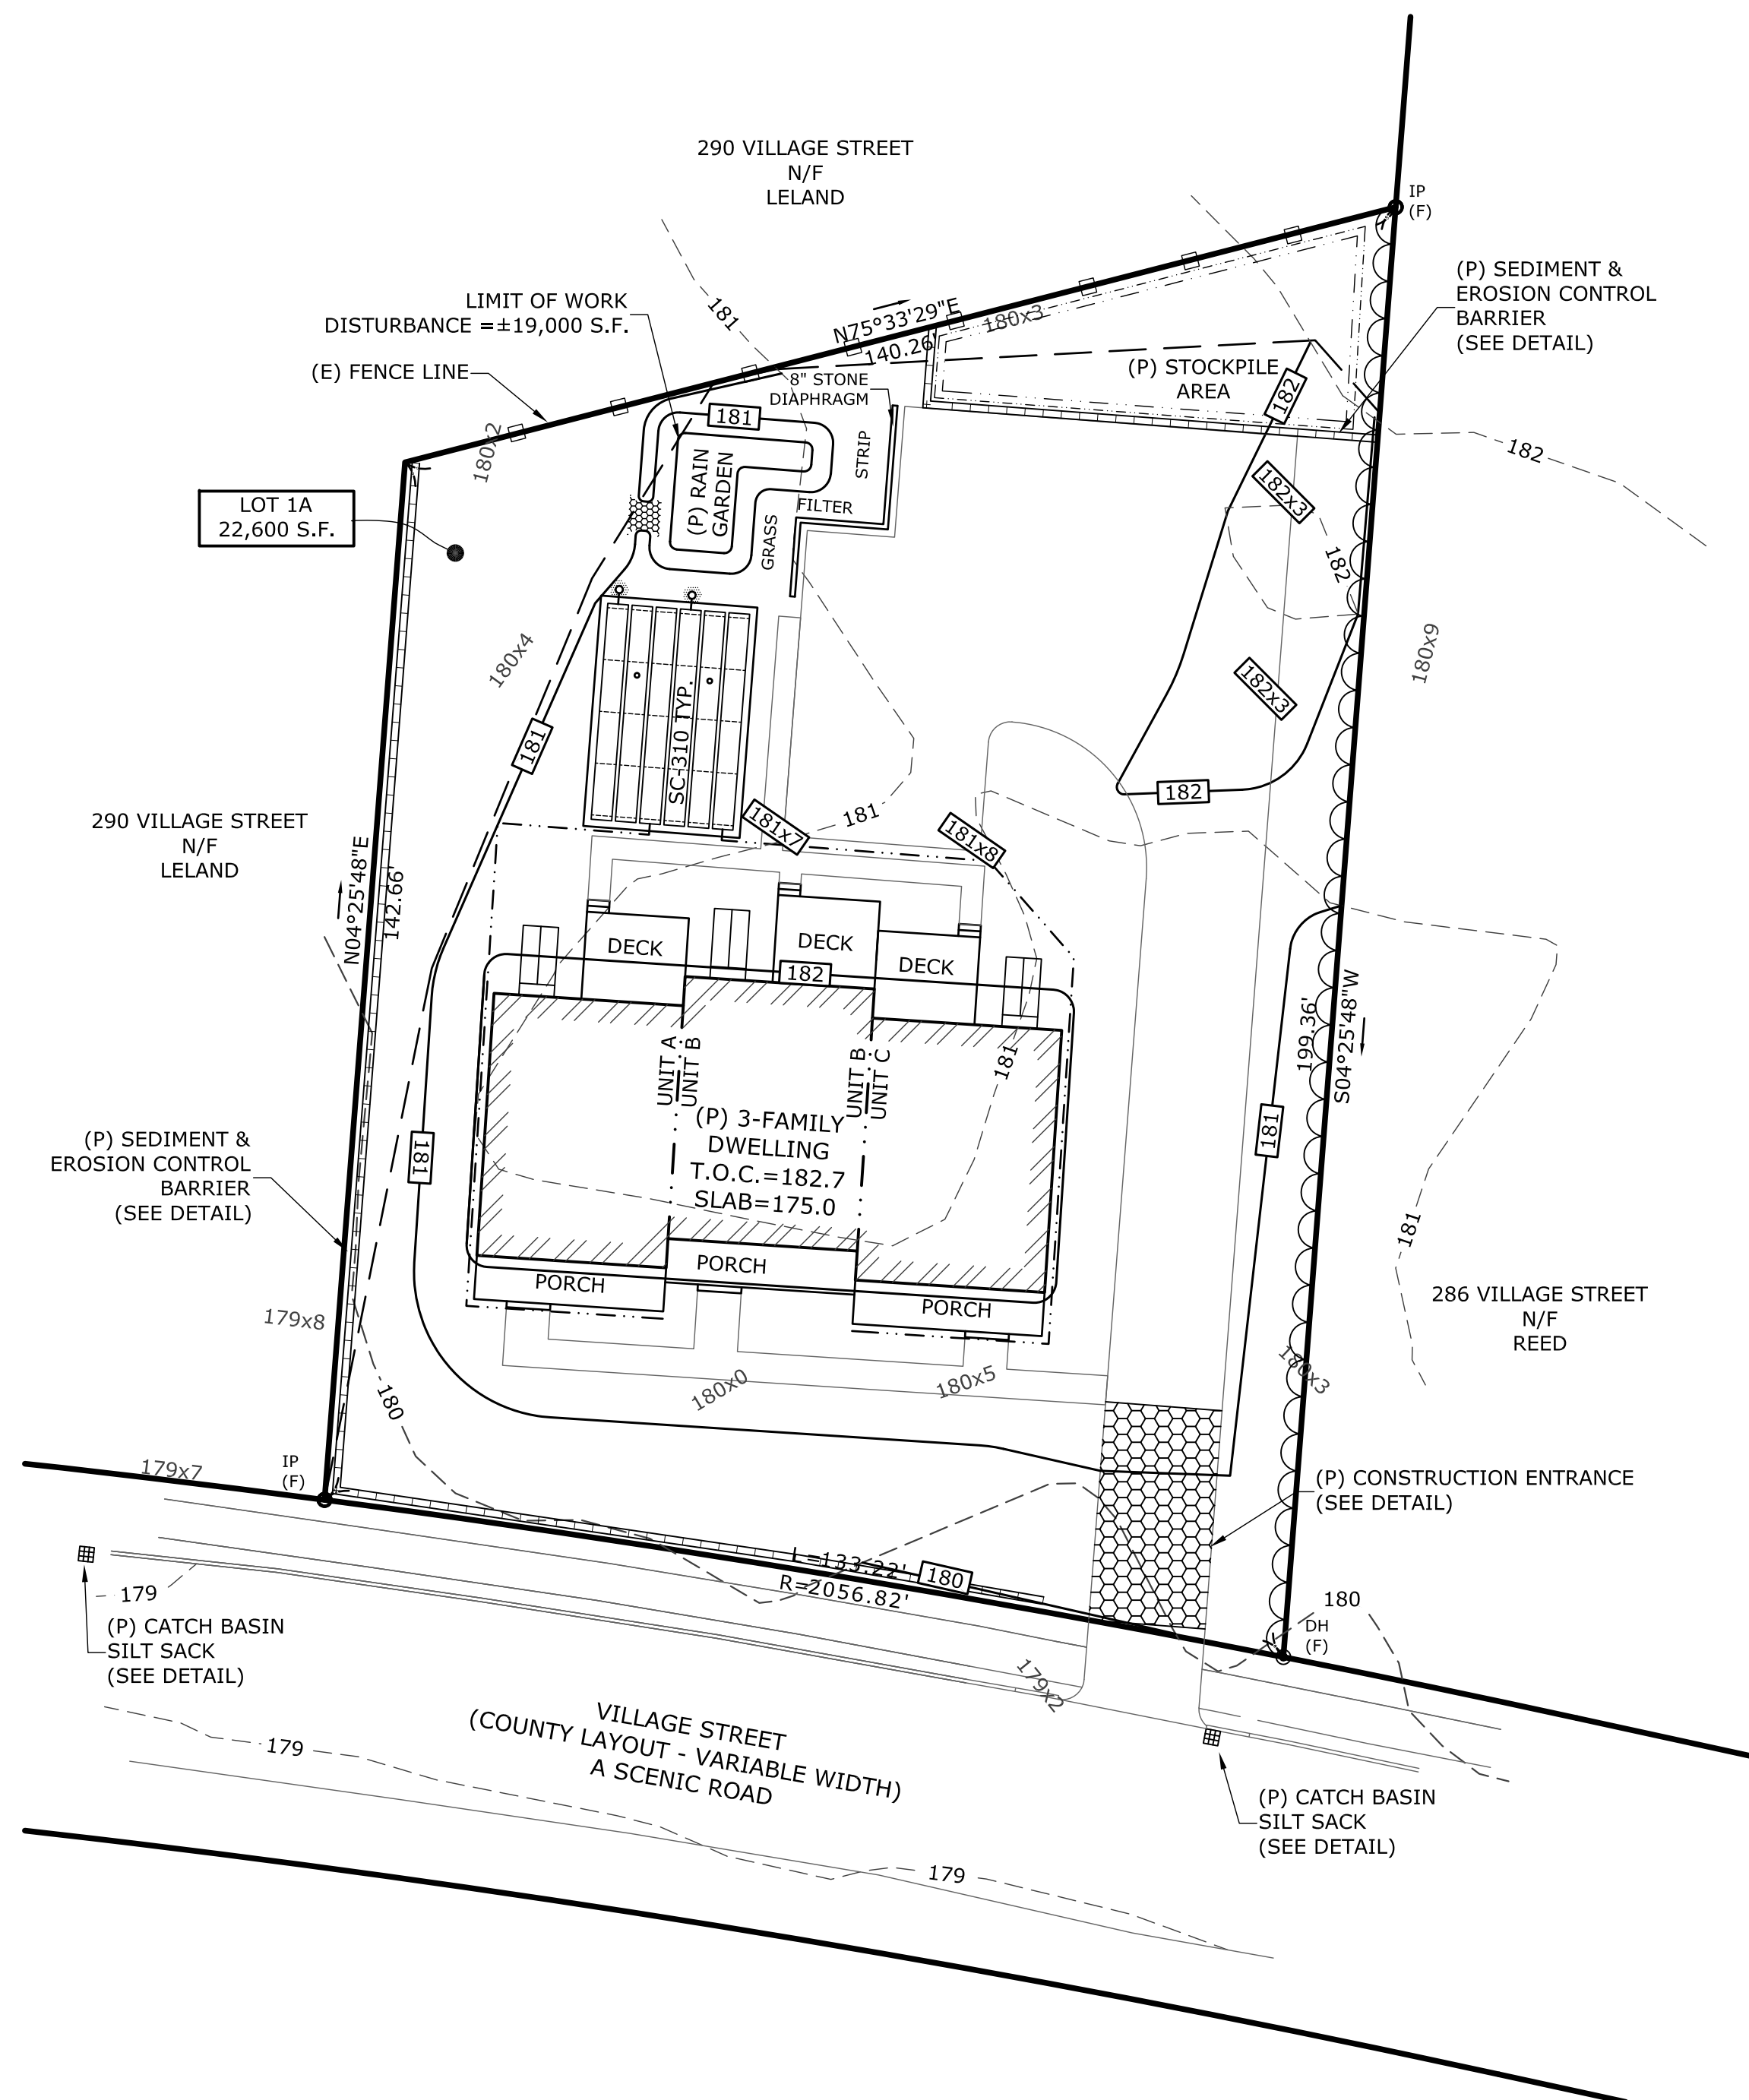 290 VILLAGE STREET
N/F
LELAND
IP
(F)
(P) SEDIMENT &
EROSION CONTROL
BARRIER
(SEE DETAIL)
LIMIT OF WORK
DISTURBANCE =±19,000 S.F.
(E) FENCE LINE
181
N75°33'29"E
140.26'
180x3
(P) STOCKPILE
AREA
182
8" STONE
DIAPHRAGM
181
180x2
(P) RAIN
GARDEN
STRIP
FILTER
GRASS
LOT 1A
22,600 S.F.
182x3
182
182
180x4
180x9
182x3
181
SC-310 TYP.
182
181x7
181
181x8
290 VILLAGE STREET
N/F
LELAND
N04°25'48"E
142.66'
DECK
DECK
DECK
182
199.36'
S04°25'48"W
UNIT A
UNIT B
UNIT B
UNIT C
181
181
(P) 3-FAMILY
DWELLING
T.O.C.=182.7
SLAB=175.0
181
181
(P) SEDIMENT &
EROSION CONTROL
BARRIER
(SEE DETAIL)
PORCH
PORCH
PORCH
286 VILLAGE STREET
N/F
REED
179x8
180
180x0
180x5
180x3
179x7
IP
(F)
(P) CONSTRUCTION ENTRANCE
(SEE DETAIL)
L=133.22'
R=2056.82'
180
180
DH
(F)
179
(P) CATCH BASIN
SILT SACK
(SEE DETAIL)
179x2
179
VILLAGE STREET
(COUNTY LAYOUT - VARIABLE WIDTH)
A SCENIC ROAD
(P) CATCH BASIN
SILT SACK
(SEE DETAIL)
179